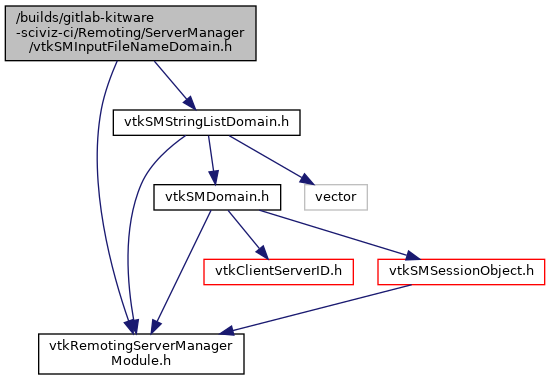 /builds/gitlab-kitware
-sciviz-ci/Remoting/ServerManager
/vtkSMInputFileNameDomain.h
vtkSMStringListDomain.h
vtkSMDomain.h
vector
vtkClientServerID.h
vtkSMSessionObject.h
vtkRemotingServerManager
Module.h